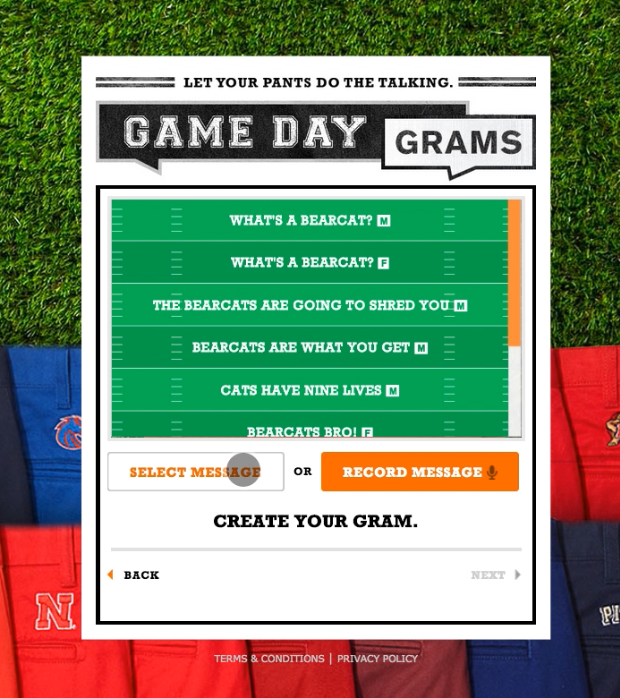 LET YOUR PANTS DO THE TALKING.
GAME DAY
GRAMS
WHAT'S A BEARCAT? M
WHAT'S A BEARCAT? F
THE BEARCATS ARE GOING TO SHRED YOU M
BEARCATS ARE WHAT YOU GET M
CATS HAVE NINE LIVES M
BEARCATS BRO! F
SELECT MESSAGE OR RECORD MESSAGE
CREATE YOUR GRAM.
BACK NEXT
N
TERMS & CONDITIONS | PRIVACY POLICY